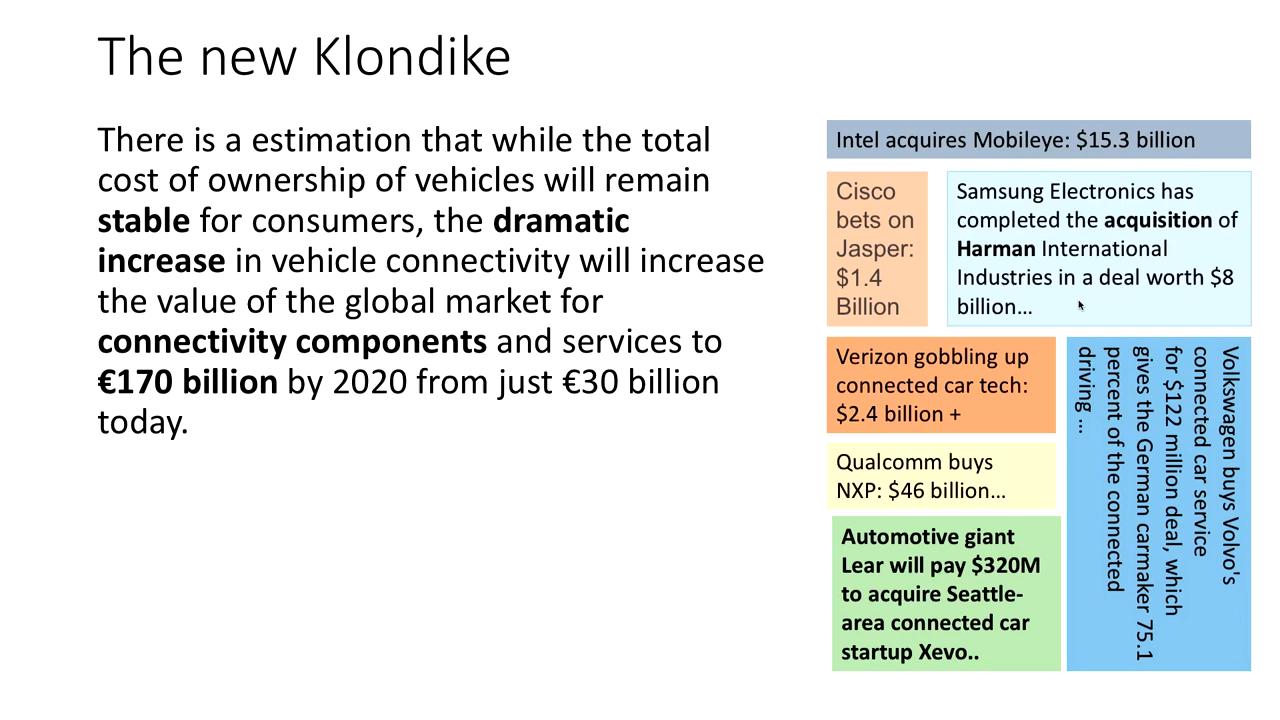 The new Klondike
There is a estimation that while the total
cost of ownership of vehicles will remain
stable for consumers, the dramatic
increase in vehicle connectivity will increase
the value of the global market for
connectivity components and services to
€170 billion by 2020 from just €30 billion
today.
Intel acquires Mobileye: $15.3 billion
Cisco
bets on
Jasper:
$1.4
Billion
Samsung Electronics has
completed the acquisition of
Harman International
Industries in a deal worth $8
billion…
Verizon gobbling up
connected car tech:
$2.4 billion +
Qualcomm buys
NXP: $46 billion…
Automotive giant
Lear will pay $320M
to acquire Seattle-
area connected car
startup Xevo..
Volkswagen buys Volvo's
connected car service
for $122 million deal, which
gives the German carmaker 75.1
percent of the connected
driving …